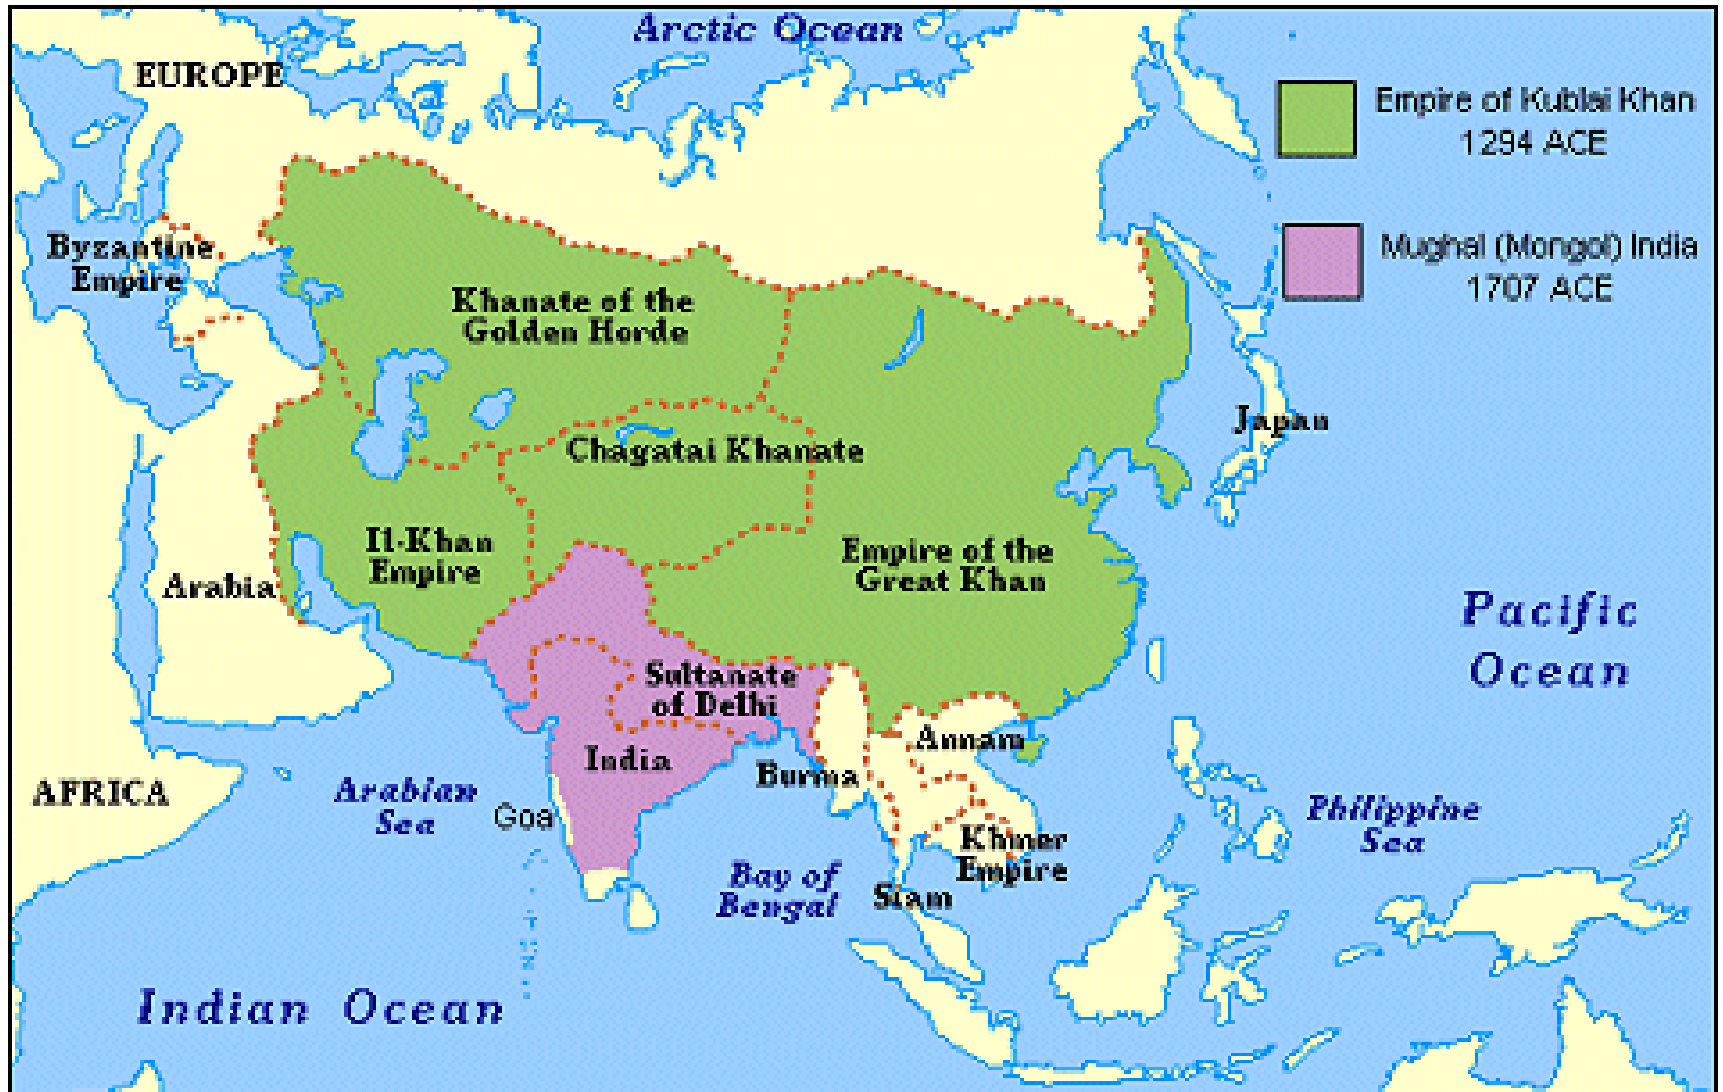 Arctic Ocean
EUROPE
Empire of Kublai Khan
1294 ACE
Byzantine
Empire
Mughal (Mongol) India
1707 ACE
Khanate of the
Golden Horde
Japan
Chagatai Khanate
Il-Khan
Empire
Empire of the
Great Khan
Arabia
Pacific
Ocean
Sultanate
of Delhi
Annam
India
Burma
AFRICA
Arabian
Sea
Goa
Philippine
Sea
Khmer
Empire
Bay of
Bengal
Siam
Indian Ocean